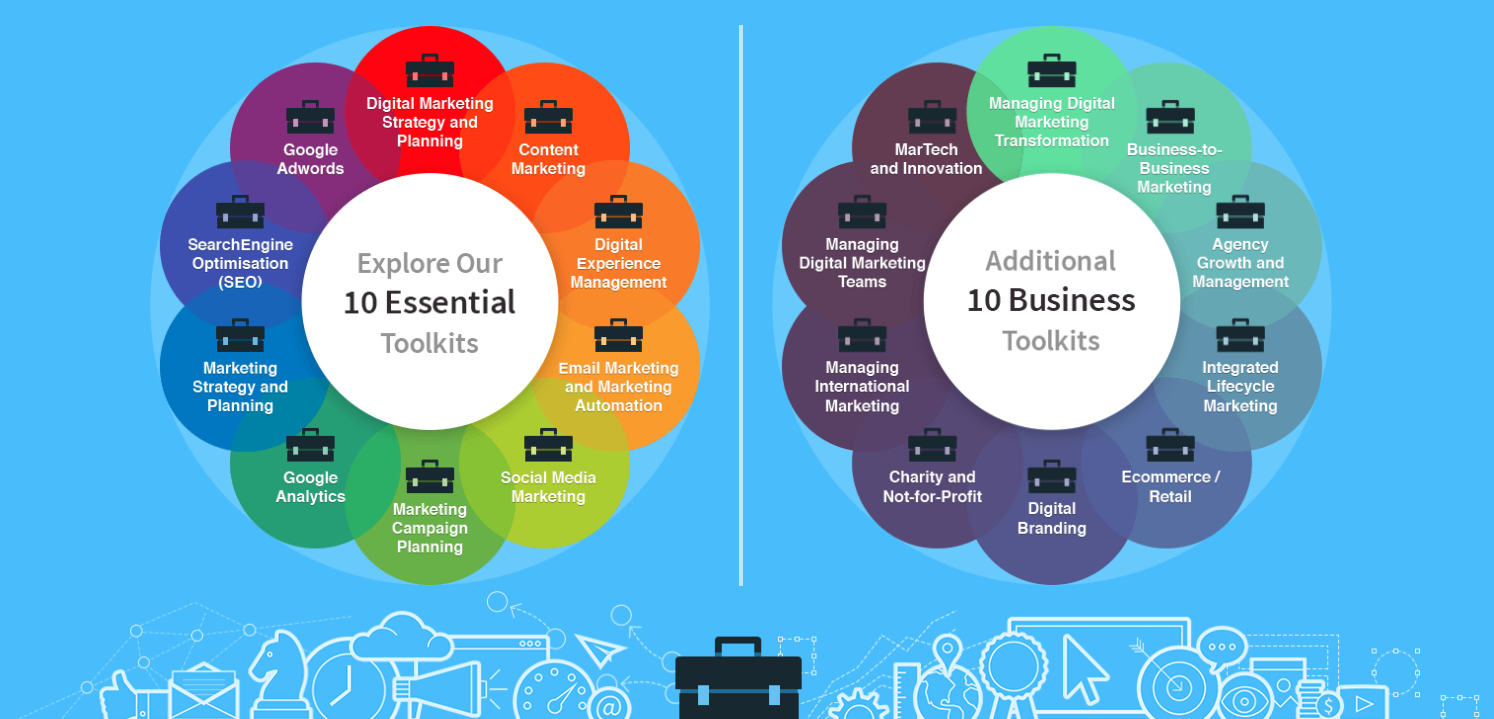 Explore Our
10 Essential
Toolkits
Digital Marketing
Strategy and
Planning
Content
Marketing
Digital
Experience
Management
Email Marketing
and Marketing
Automation
Social Media
Marketing
Marketing
Campaign
Planning
Google
Analytics
Marketing
Strategy and
Planning
SearchEngine
Optimisation
(SEO)
Google
Adwords
Additional
10 Business
Toolkits
Managing Digital
Marketing
Transformation
Business-to-
Business
Marketing
Agency
Growth and
Management
Integrated
Lifecycle
Marketing
Ecommerce /
Retail
Digital
Branding
Charity and
Not-for-Profit
Managing
International
Marketing
Managing
Digital Marketing
Teams
MarTech
and Innovation
@
$